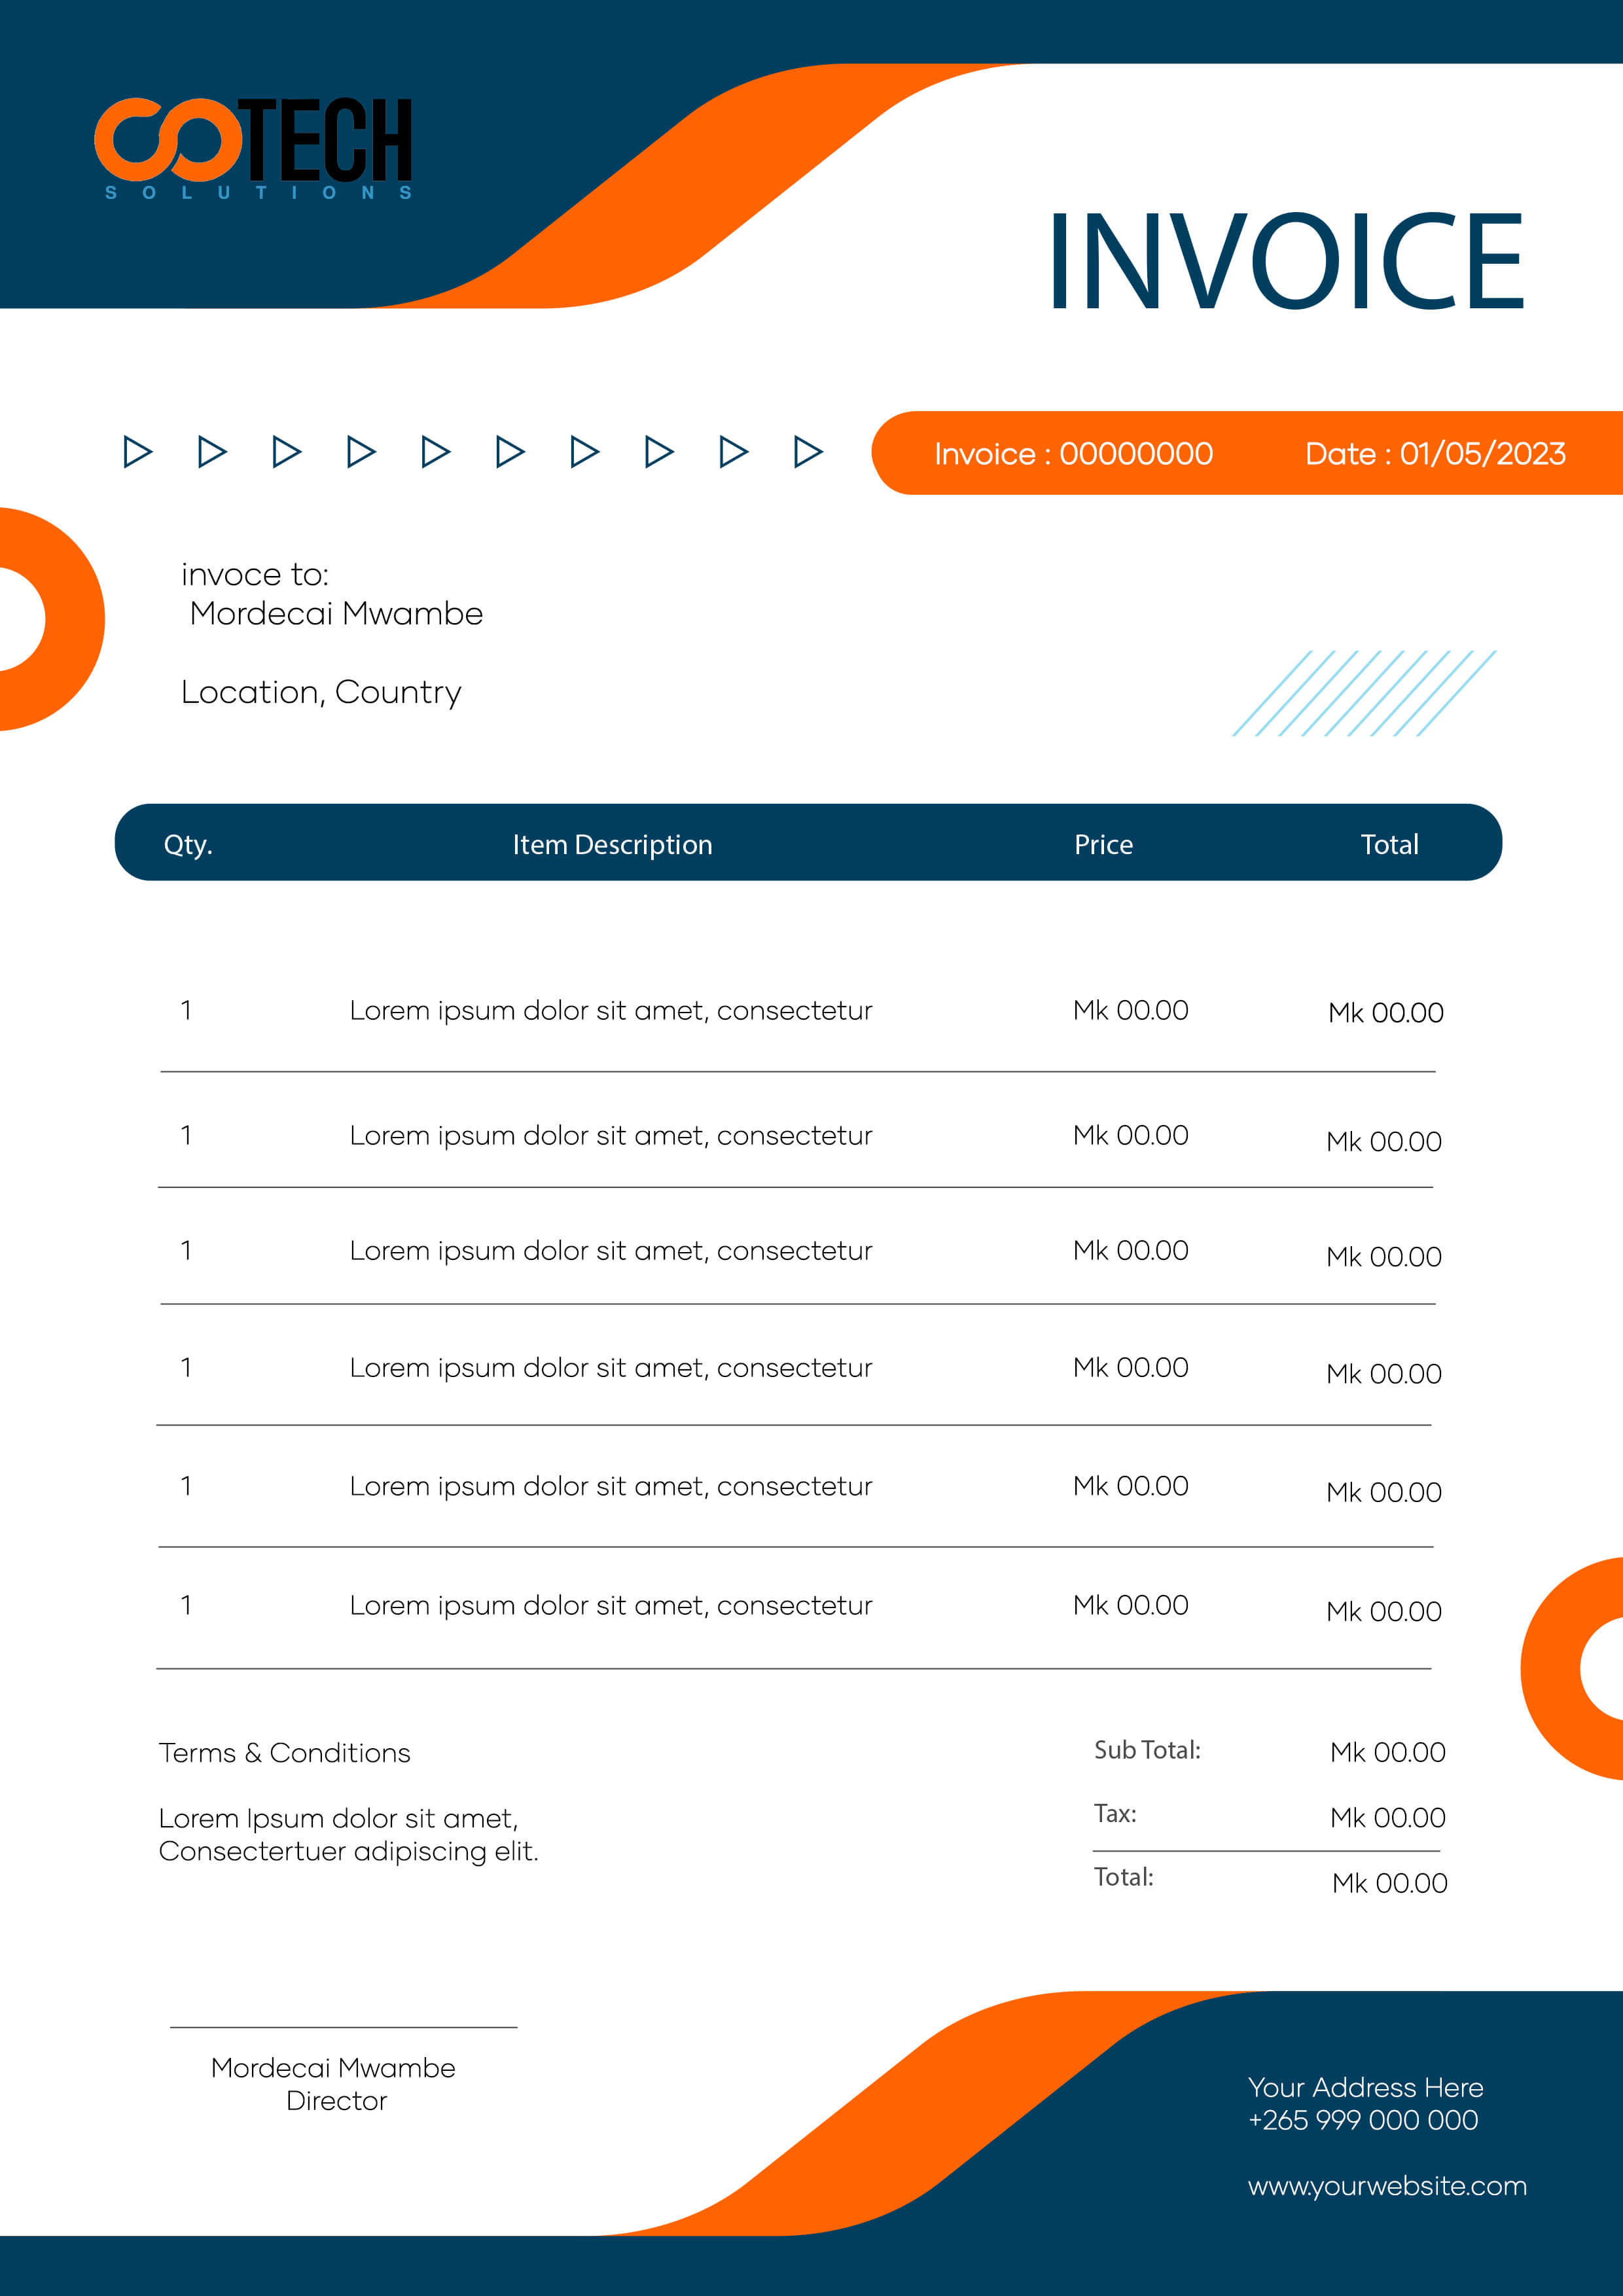 TECH
SOLUTIONS
INVOICE
Invoice : 00000000 Date : 01/05/2023
invoce to:
Mordecai Mwambe
Location, Country
Qty. Item Description Price Total
1 Lorem ipsum dolor sit amet, consectetur Mk 00.00 Mk 00.00
1 Lorem ipsum dolor sit amet, consectetur Mk 00.00 Mk 00.00
1 Lorem ipsum dolor sit amet, consectetur Mk 00.00 Mk 00.00
1 Lorem ipsum dolor sit amet, consectetur Mk 00.00 Mk 00.00
1 Lorem ipsum dolor sit amet, consectetur Mk 00.00 Mk 00.00
1 Lorem ipsum dolor sit amet, consectetur Mk 00.00 Mk 00.00
Terms & Conditions
Lorem Ipsum dolor sit amet,
Consectertuer adipiscing elit.
Sub Total: Mk 00.00
Tax: Mk 00.00
Total: Mk 00.00
Mordecai Mwambe
Director
Your Address Here
+265 999 000 000
www.yourwebsite.com